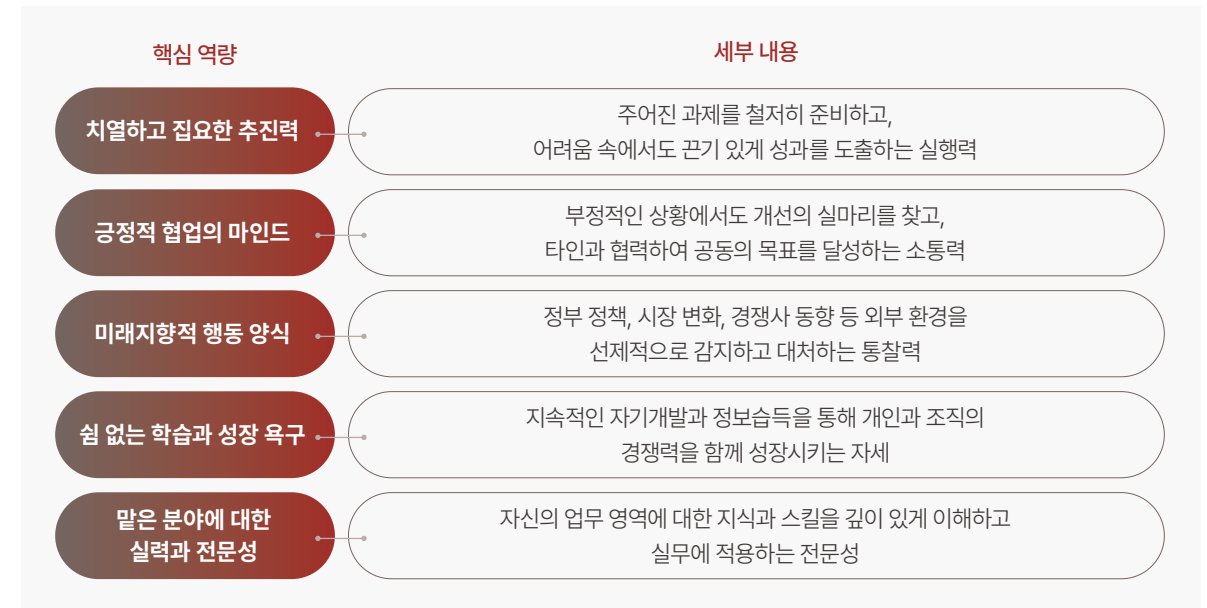 핵심 역량
세부 내용
치열하고 집요한 추진력
주어진 과제를 철저히 준비하고,
어려움 속에서도 끈기 있게 성과를 도출하는 실행력
긍정적 협업의 마인드
부정적인 상황에서도 개선의 실마리를 찾고,
타인과 협력하여 공동의 목표를 달성하는 소통력
미래지향적 행동 양식
정부 정책, 시장 변화, 경쟁사 동향 등 외부 환경을
선제적으로 감지하고 대처하는 통찰력
쉼 없는 학습과 성장 욕구
지속적인 자기개발과 정보습득을 통해 개인과 조직의
경쟁력을 함께 성장시키는 자세
맡은 분야에 대한
실력과 전문성
자신의 업무 영역에 대한 지식과 스킬을 깊이 있게 이해하고
실무에 적용하는 전문성